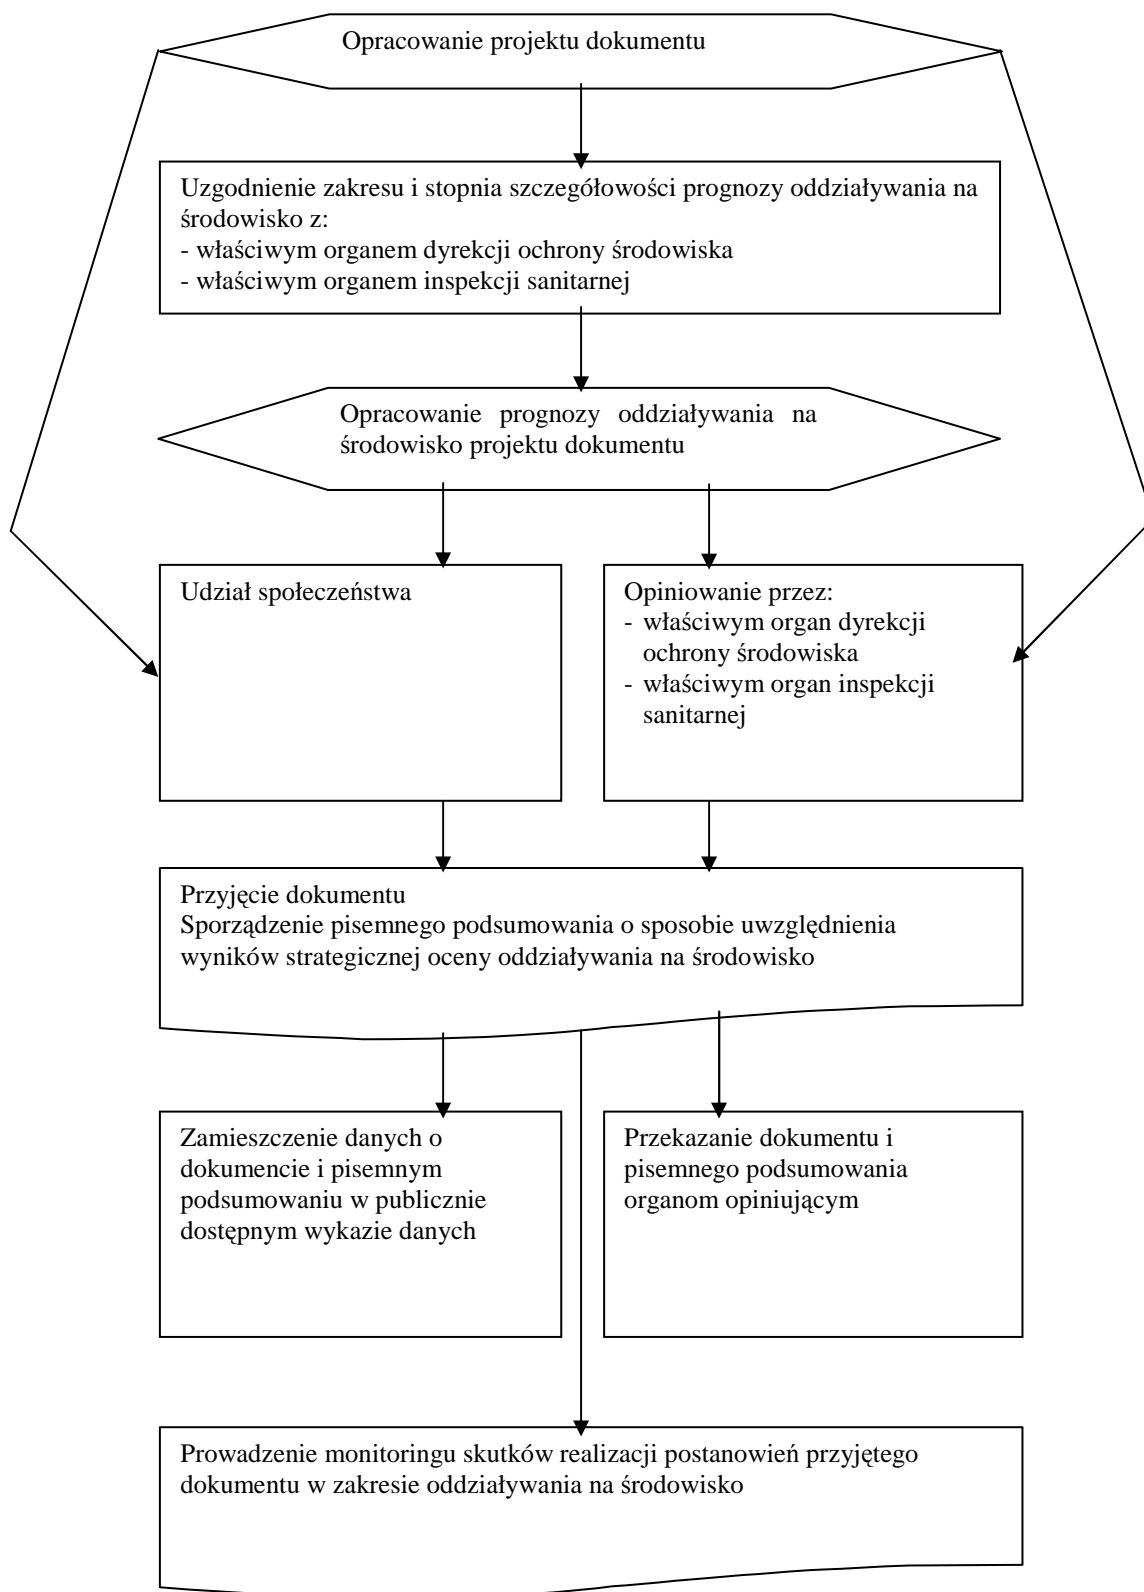 Opracowanie projektu dokumentu
Uzgodnienie zakresu i stopnia szczegółowości prognozy oddziaływania na
środowisko z:
- właściwym organem dyrekcji ochrony środowiska
- właściwym organem inspekcji sanitarnej
Opracowanie prognozy oddziaływania na
środowisko projektu dokumentu
Udział społeczeństwa
Opiniowanie przez:
- właściwym organ dyrekcji
ochrony środowiska
- właściwym organ inspekcji
sanitarnej
Przyjęcie dokumentu
Sporządzenie pisemnego podsumowania o sposobie uwzględnienia
wyników strategicznej oceny oddziaływania na środowisko
Zamieszczenie danych o
dokumencie i pisemnym
podsumowaniu w publicznie
dostępnym wykazie danych
Przekazanie dokumentu i
pisemnego podsumowania
organom opiniującym
Prowadzenie monitoringu skutków realizacji postanowień przyjętego
dokumentu w zakresie oddziaływania na środowisko